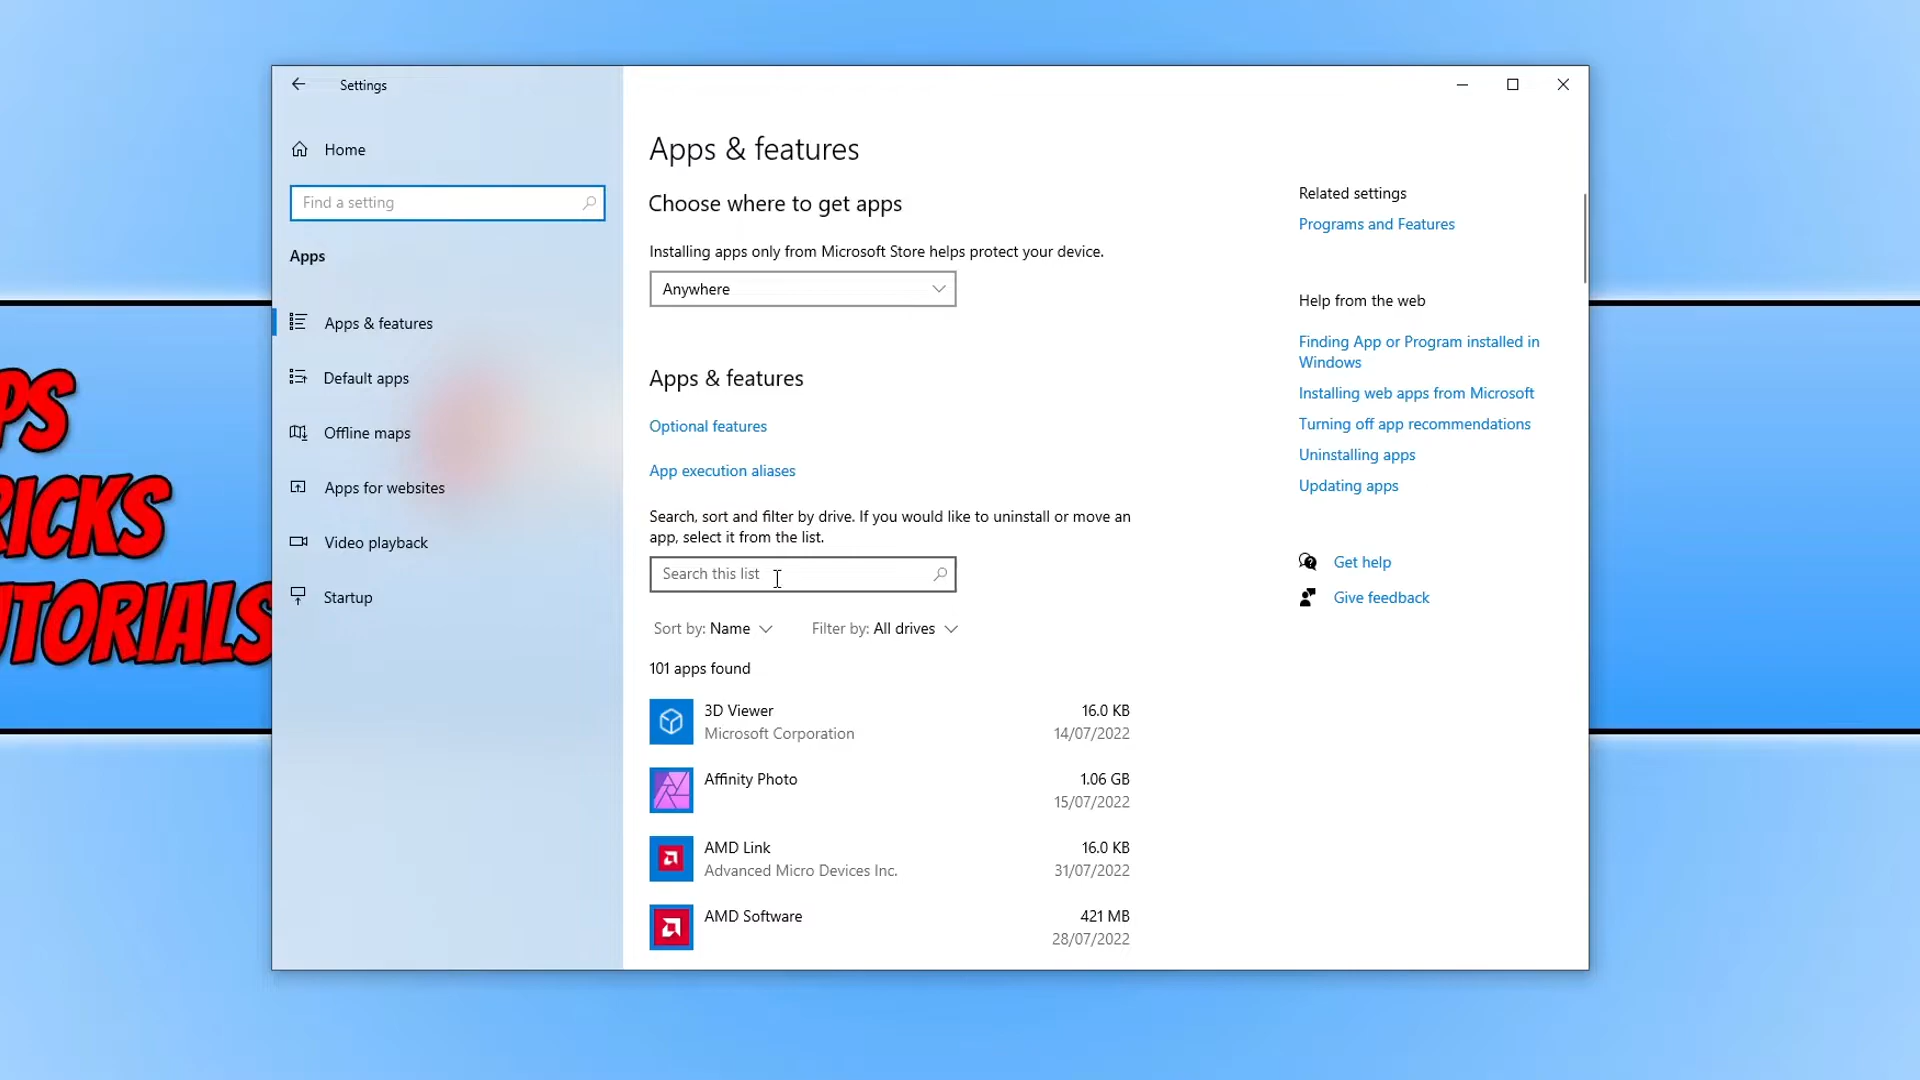 Settings
Home
Find a setting
Apps
Apps & features
Default apps
Offline maps
Apps for websites
Video playback
Startup
Apps & features
Choose where to get apps
Installing apps only from Microsoft Store helps protect your device.
Anywhere
Apps & features
Optional features
App execution aliases
Search, sort and filter by drive. If you would like to uninstall or move an
app, select it from the list.
Search this list
Sort by: Name Filter by: All drives
101 apps found
3D Viewer 16.0 KB
Microsoft Corporation 14/07/2022
Affinity Photo 1.06 GB
15/07/2022
AMD Link 16.0 KB
Advanced Micro Devices Inc. 31/07/2022
AMD Software 421 MB
28/07/2022
Related settings
Programs and Features
Help from the web
Finding App or Program installed in
Windows
Installing web apps from Microsoft
Turning off app recommendations
Uninstalling apps
Updating apps
Get help
Give feedback
PS
RICKS
UTORIALS